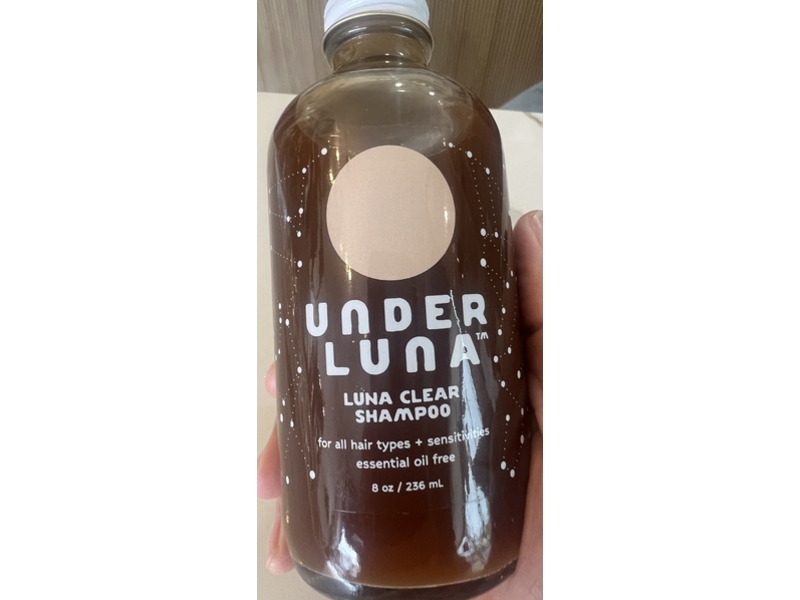 UNDER
LUNA™
LUNA CLEAR
SHAMPOO
for all hair types + sensitivities
essential oil free
8 oz / 236 mL